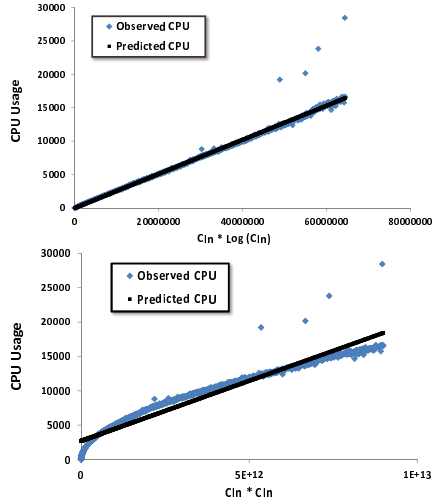 30000
25000
20000
15000
10000
5000
0
CPU Usage
Observed CPU
Predicted CPU
0 20000000 40000000 60000000 80000000
CIn * Log (CIn)
30000
25000
20000
15000
10000
5000
0
CPU Usage
Observed CPU
Predicted CPU
0 5E+12 1E+13
CIn * CIn